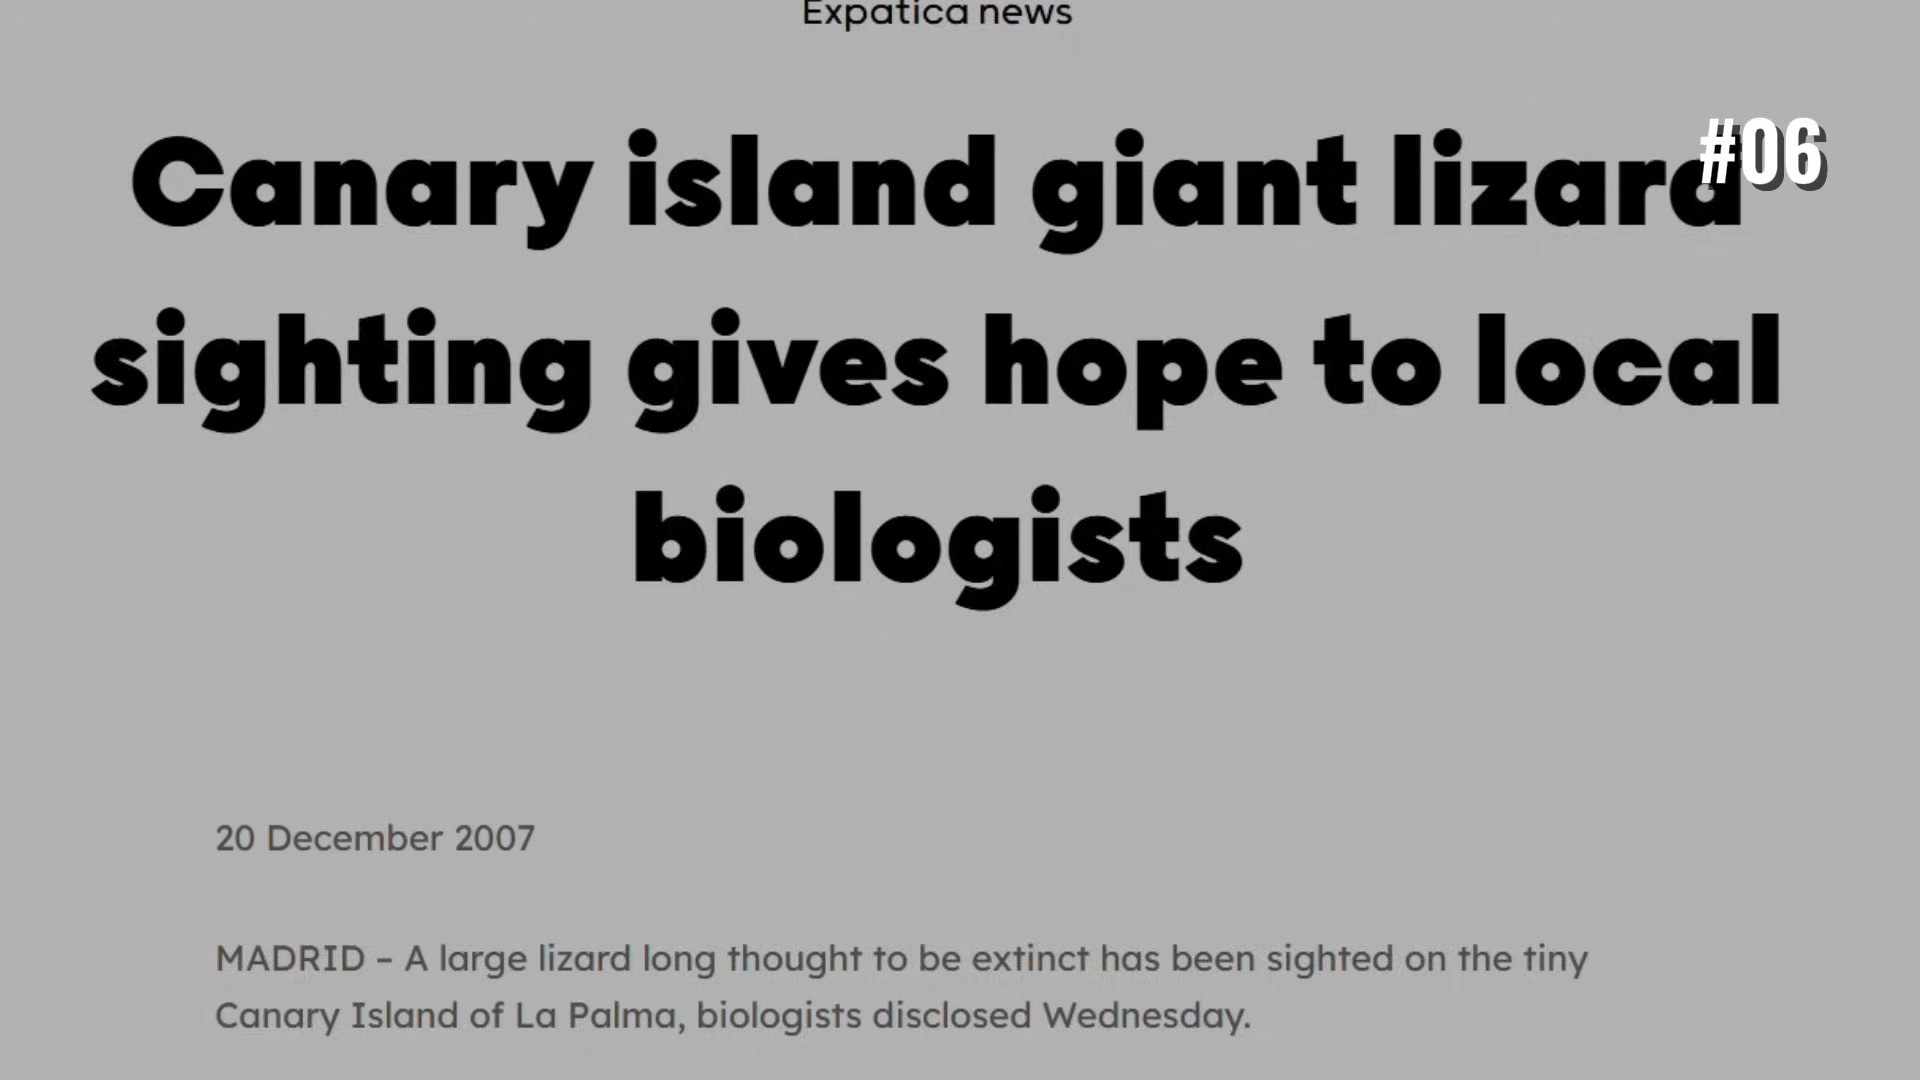 Expatica news
Canary island giant lizard
#06
sighting gives hope to local
biologists
20 December 2007
MADRID – A large lizard long thought to be extinct has been sighted on the tiny
Canary Island of La Palma, biologists disclosed Wednesday.